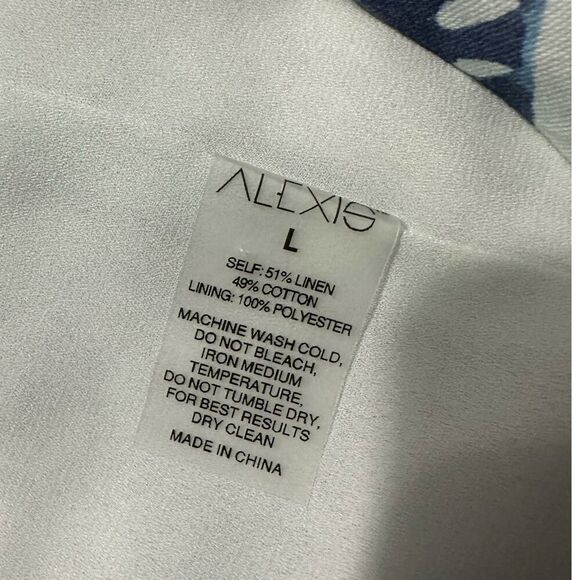 ALEXIS
L
SELF: 51% LINEN
49% COTTON
LINING: 100% POLYESTER
MACHINE WASH COLD,
DO NOT BLEACH,
IRON MEDIUM
TEMPERATURE,
DO NOT TUMBLE DRY,
FOR BEST RESULTS
DRY CLEAN
MADE IN CHINA